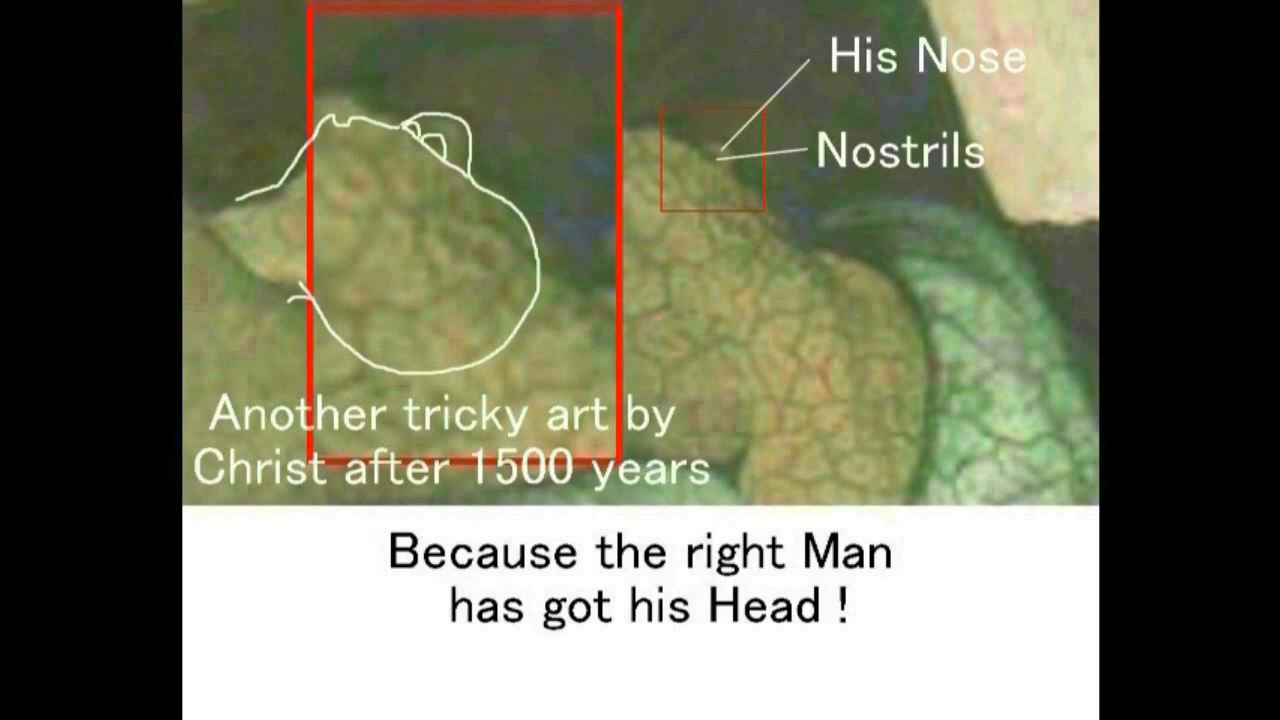 His Nose
Nostrils
Another tricky art by
Christ after 1500 years
Because the right Man
has got his Head !